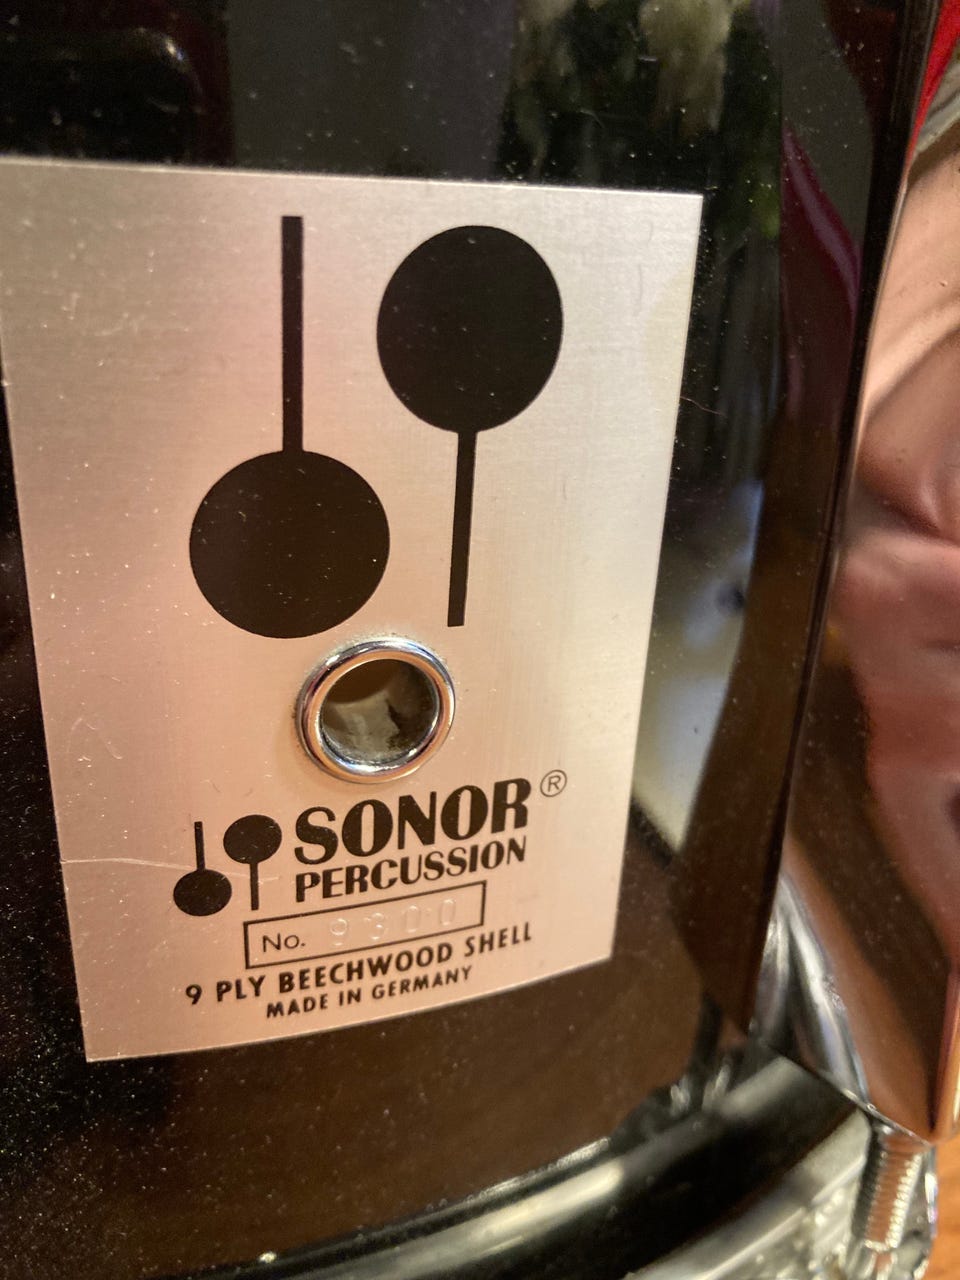 SONOR®
PERCUSSION
No. 9300
9 PLY BEECHWOOD SHELL
MADE IN GERMANY